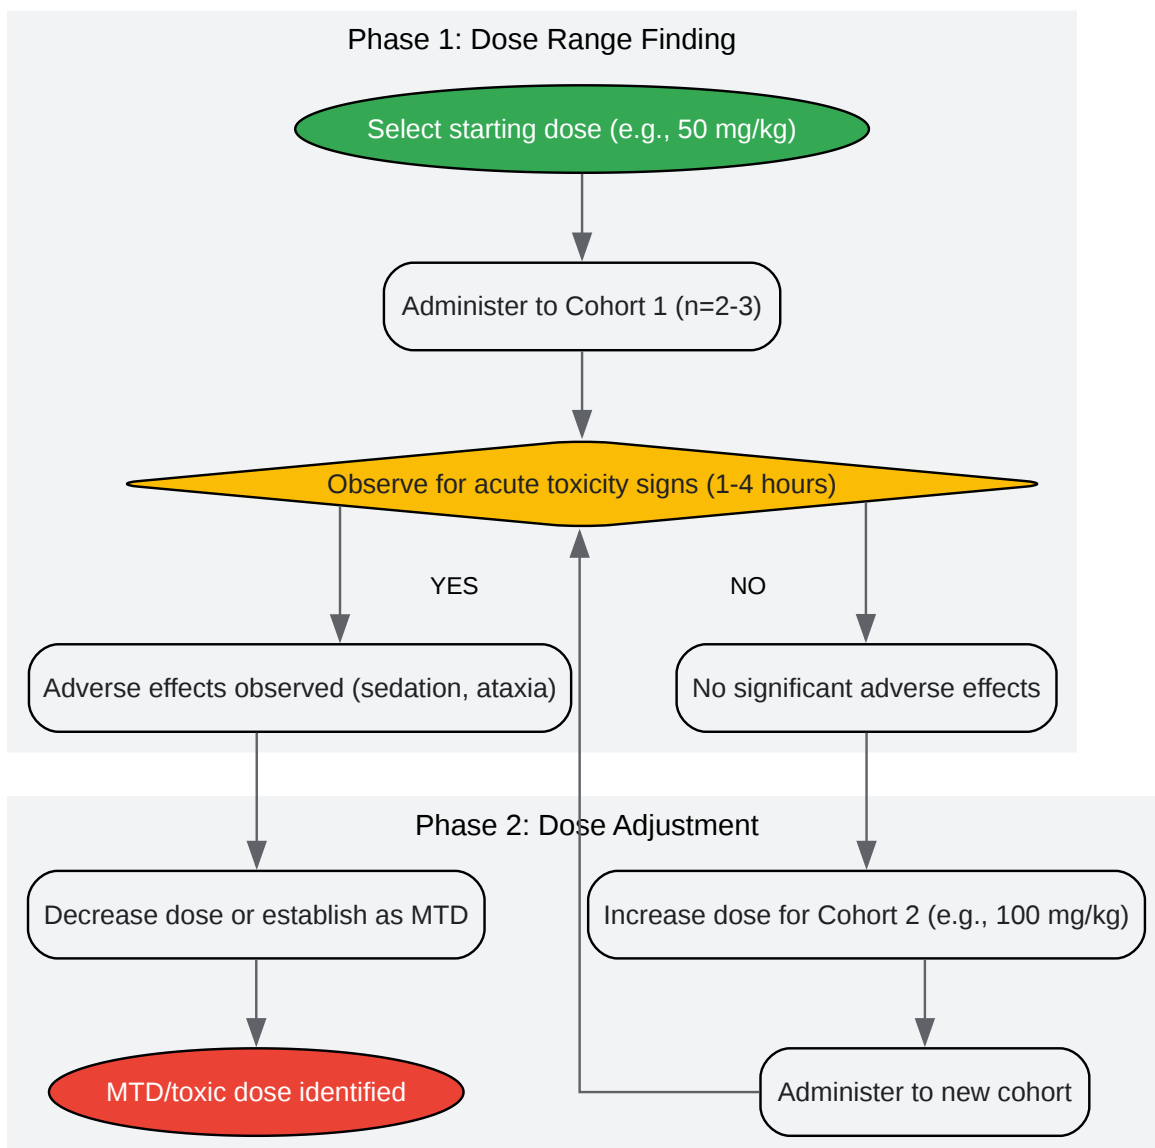 Phase 1: Dose Range Finding
Select starting dose (e.g., 50 mg/kg)
Administer to Cohort 1 (n=2-3)
Observe for acute toxicity signs (1-4 hours)
YES
NO
Adverse effects observed (sedation, ataxia)
No significant adverse effects
Phase 2: Dose Adjustment
Decrease dose or establish as MTD
Increase dose for Cohort 2 (e.g., 100 mg/kg)
MTD/toxic dose identified
Administer to new cohort